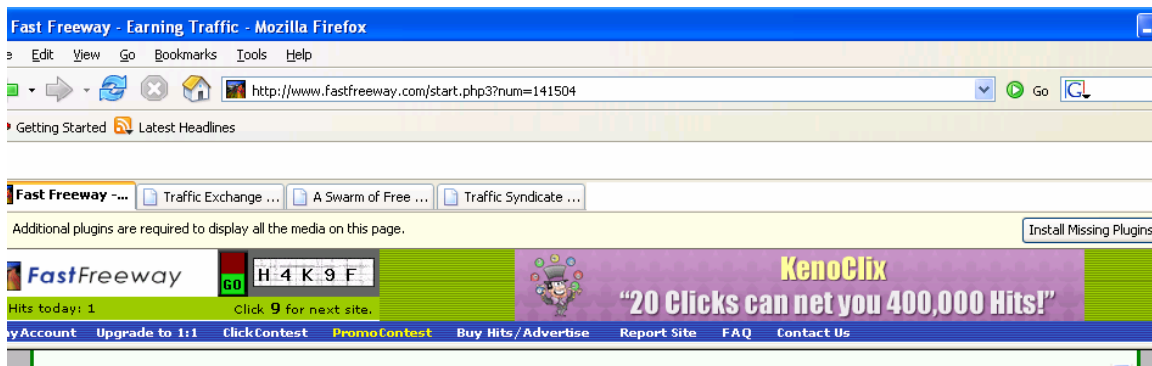 Fast Freeway - Earning Traffic - Mozilla Firefox
e Edit View Go Bookmarks Tools Help
http://www.fastfreeway.com/start.php3?num=141504 Go G
Getting Started Latest Headlines
Fast Freeway -... Traffic Exchange ... A Swarm of Free ... Traffic Syndicate ...
Additional plugins are required to display all the media on this page. Install Missing Plugins
FastFreeway GO H 4 K 9 F KenoClix
Hits today: 1 Click 9 for next site. “20 Clicks can net you 400,000 Hits!”
yAccount Upgrade to 1:1 ClickContest PromoContest Buy Hits/Advertise Report Site FAQ Contact Us